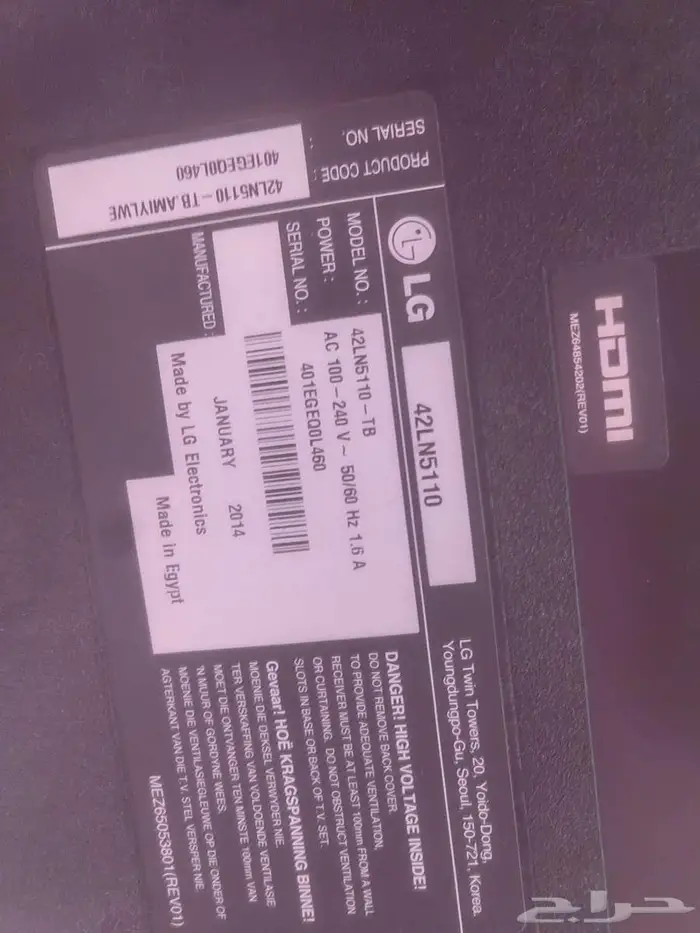 LG
42LN5110
MODEL NO. : 42LN5110-TB
POWER : AC 100-240 V~ 50/60 Hz 1.6 A
SERIAL NO. : 401EGEQ0L460
MANUFACTURED : JANUARY 2014
Made by LG Electronics
Made in Egypt
LG Twin Towers, 20, Yoido-Dong,
Youngdungpo-Gu, Seoul, 150-721, Korea
DANGER! HIGH VOLTAGE INSIDE!
DO NOT REMOVE BACK COVER.
TO PROVIDE ADEQUATE VENTILATION,
RECEIVER MUST BE AT LEAST 100mm FROM A WALL
OR CURTAINING. DO NOT OBSTRUCT VENTILATION
SLOTS IN BASE OR BACK OF T.V. SET.
Gevaar! HOË KRAGSPANNING BINNE!
MOENIE DIE DEKSEL VERWYDER NIE.
TER VERSKAFFING VAN VOLDOENDE VENTILASIE
MOET DIE ONTVANGER TEN MINSTE 100mm VAN
'N MUUR OF GORDYNE WEES.
MOENIE DIE VENTILASIEGLEUWE OP DIE ONDER OF
AGTERKANT VAN DIE T.V. STEL VERSPER NIE.
MEZ65053801(REV01)
PRODUCT CODE : 42LN5110-TB.AMIYLWE
SERIAL NO. : 401EGEQ0L460
HDMI
MEZ64854202(REV01)
حراج